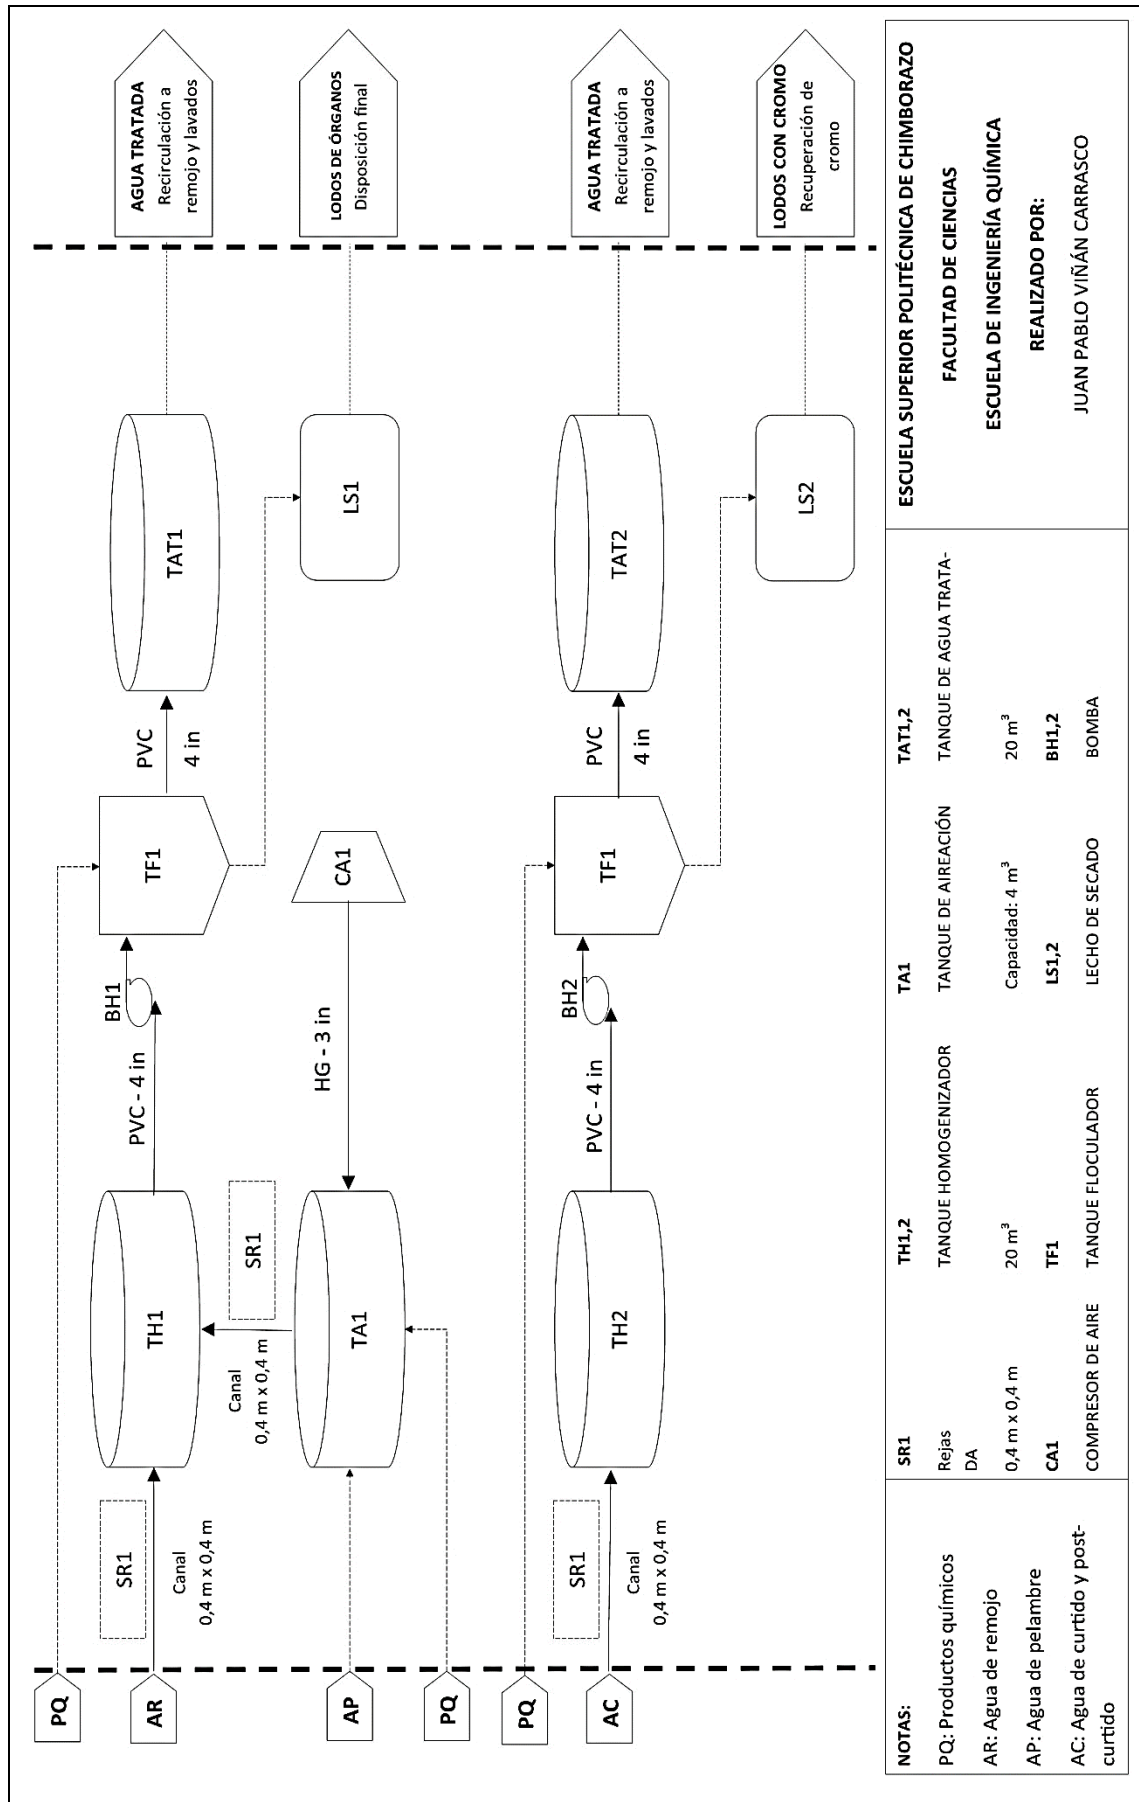 PQ
AR
AP
PQ
PQ
AC
SR1
Canal
0,4 m x 0,4 m
TH1
PVC - 4 in
BH1
TF1
PVC
4 in
TAT1
AGUA TRATADA
Recirculación a
remojo y lavados
Canal
0,4 m x 0,4 m
SR1
TA1
HG - 3 in
CA1
LS1
LODOS DE ÓRGANOS
Disposición final
SR1
Canal
0,4 m x 0,4 m
TH2
PVC - 4 in
BH2
TF1
PVC
4 in
TAT2
AGUA TRATADA
Recirculación a
remojo y lavados
LS2
LODOS CON CROMO
Recuperación de
cromo
NOTAS:
PQ: Productos químicos
AR: Agua de remojo
AP: Agua de pelambre
AC: Agua de curtido y post-
curtido
SR1
Rejas
DA
0,4 m x 0,4 m
CA1
COMPRESOR DE AIRE
TH1,2
TANQUE HOMOGENIZADOR
20 m³
TF1
TANQUE FLOCULADOR
TA1
TANQUE DE AIREACIÓN
Capacidad: 4 m³
LS1,2
LECHO DE SECADO
TAT1,2
TANQUE DE AGUA TRATA-
20 m³
BH1,2
BOMBA
ESCUELA SUPERIOR POLITÉCNICA DE CHIMBORAZO
FACULTAD DE CIENCIAS
ESCUELA DE INGENIERÍA QUÍMICA
REALIZADO POR:
JUAN PABLO VIÑÁN CARRASCO